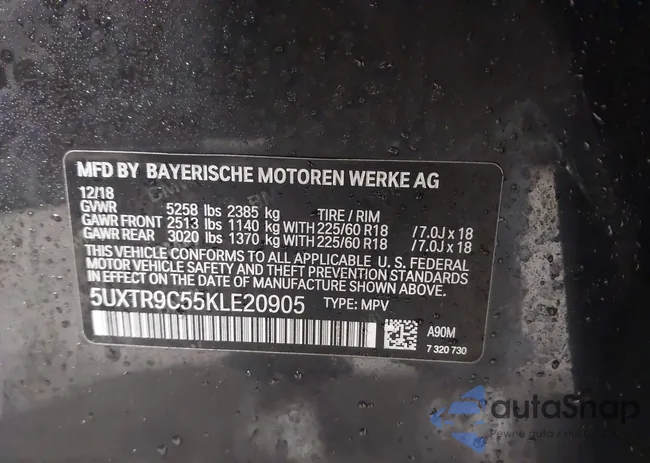 MFD BY BAYERISCHE MOTOREN WERKE AG
12/18
GVWR 5258 lbs 2385 kg TIRE / RIM
GAWR FRONT 2513 lbs 1140 kg WITH 225/60 R18 / 7.0J x 18
GAWR REAR 3020 lbs 1370 kg WITH 225/60 R18 / 7.0J x 18
THIS VEHICLE CONFORMS TO ALL APPLICABLE U. S. FEDERAL
MOTOR VEHICLE SAFETY AND THEFT PREVENTION STANDARDS
IN EFFECT ON THE DATE OF MANUFACTURE SHOWN ABOVE.
5UXTR9C55KLE20905 TYPE: MPV
A90M
7 320 730
autaSnap
Pewne auta z